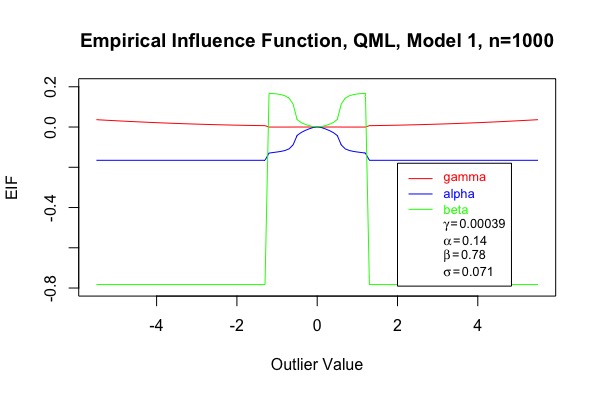 Empirical Influence Function, QML, Model 1, n=1000
EIF
0.2
0.0
-0.4
-0.8
gamma
alpha
beta
γ=0.00039
α=0.14
β=0.78
σ=0.071
-4 -2 0 2 4
Outlier Value